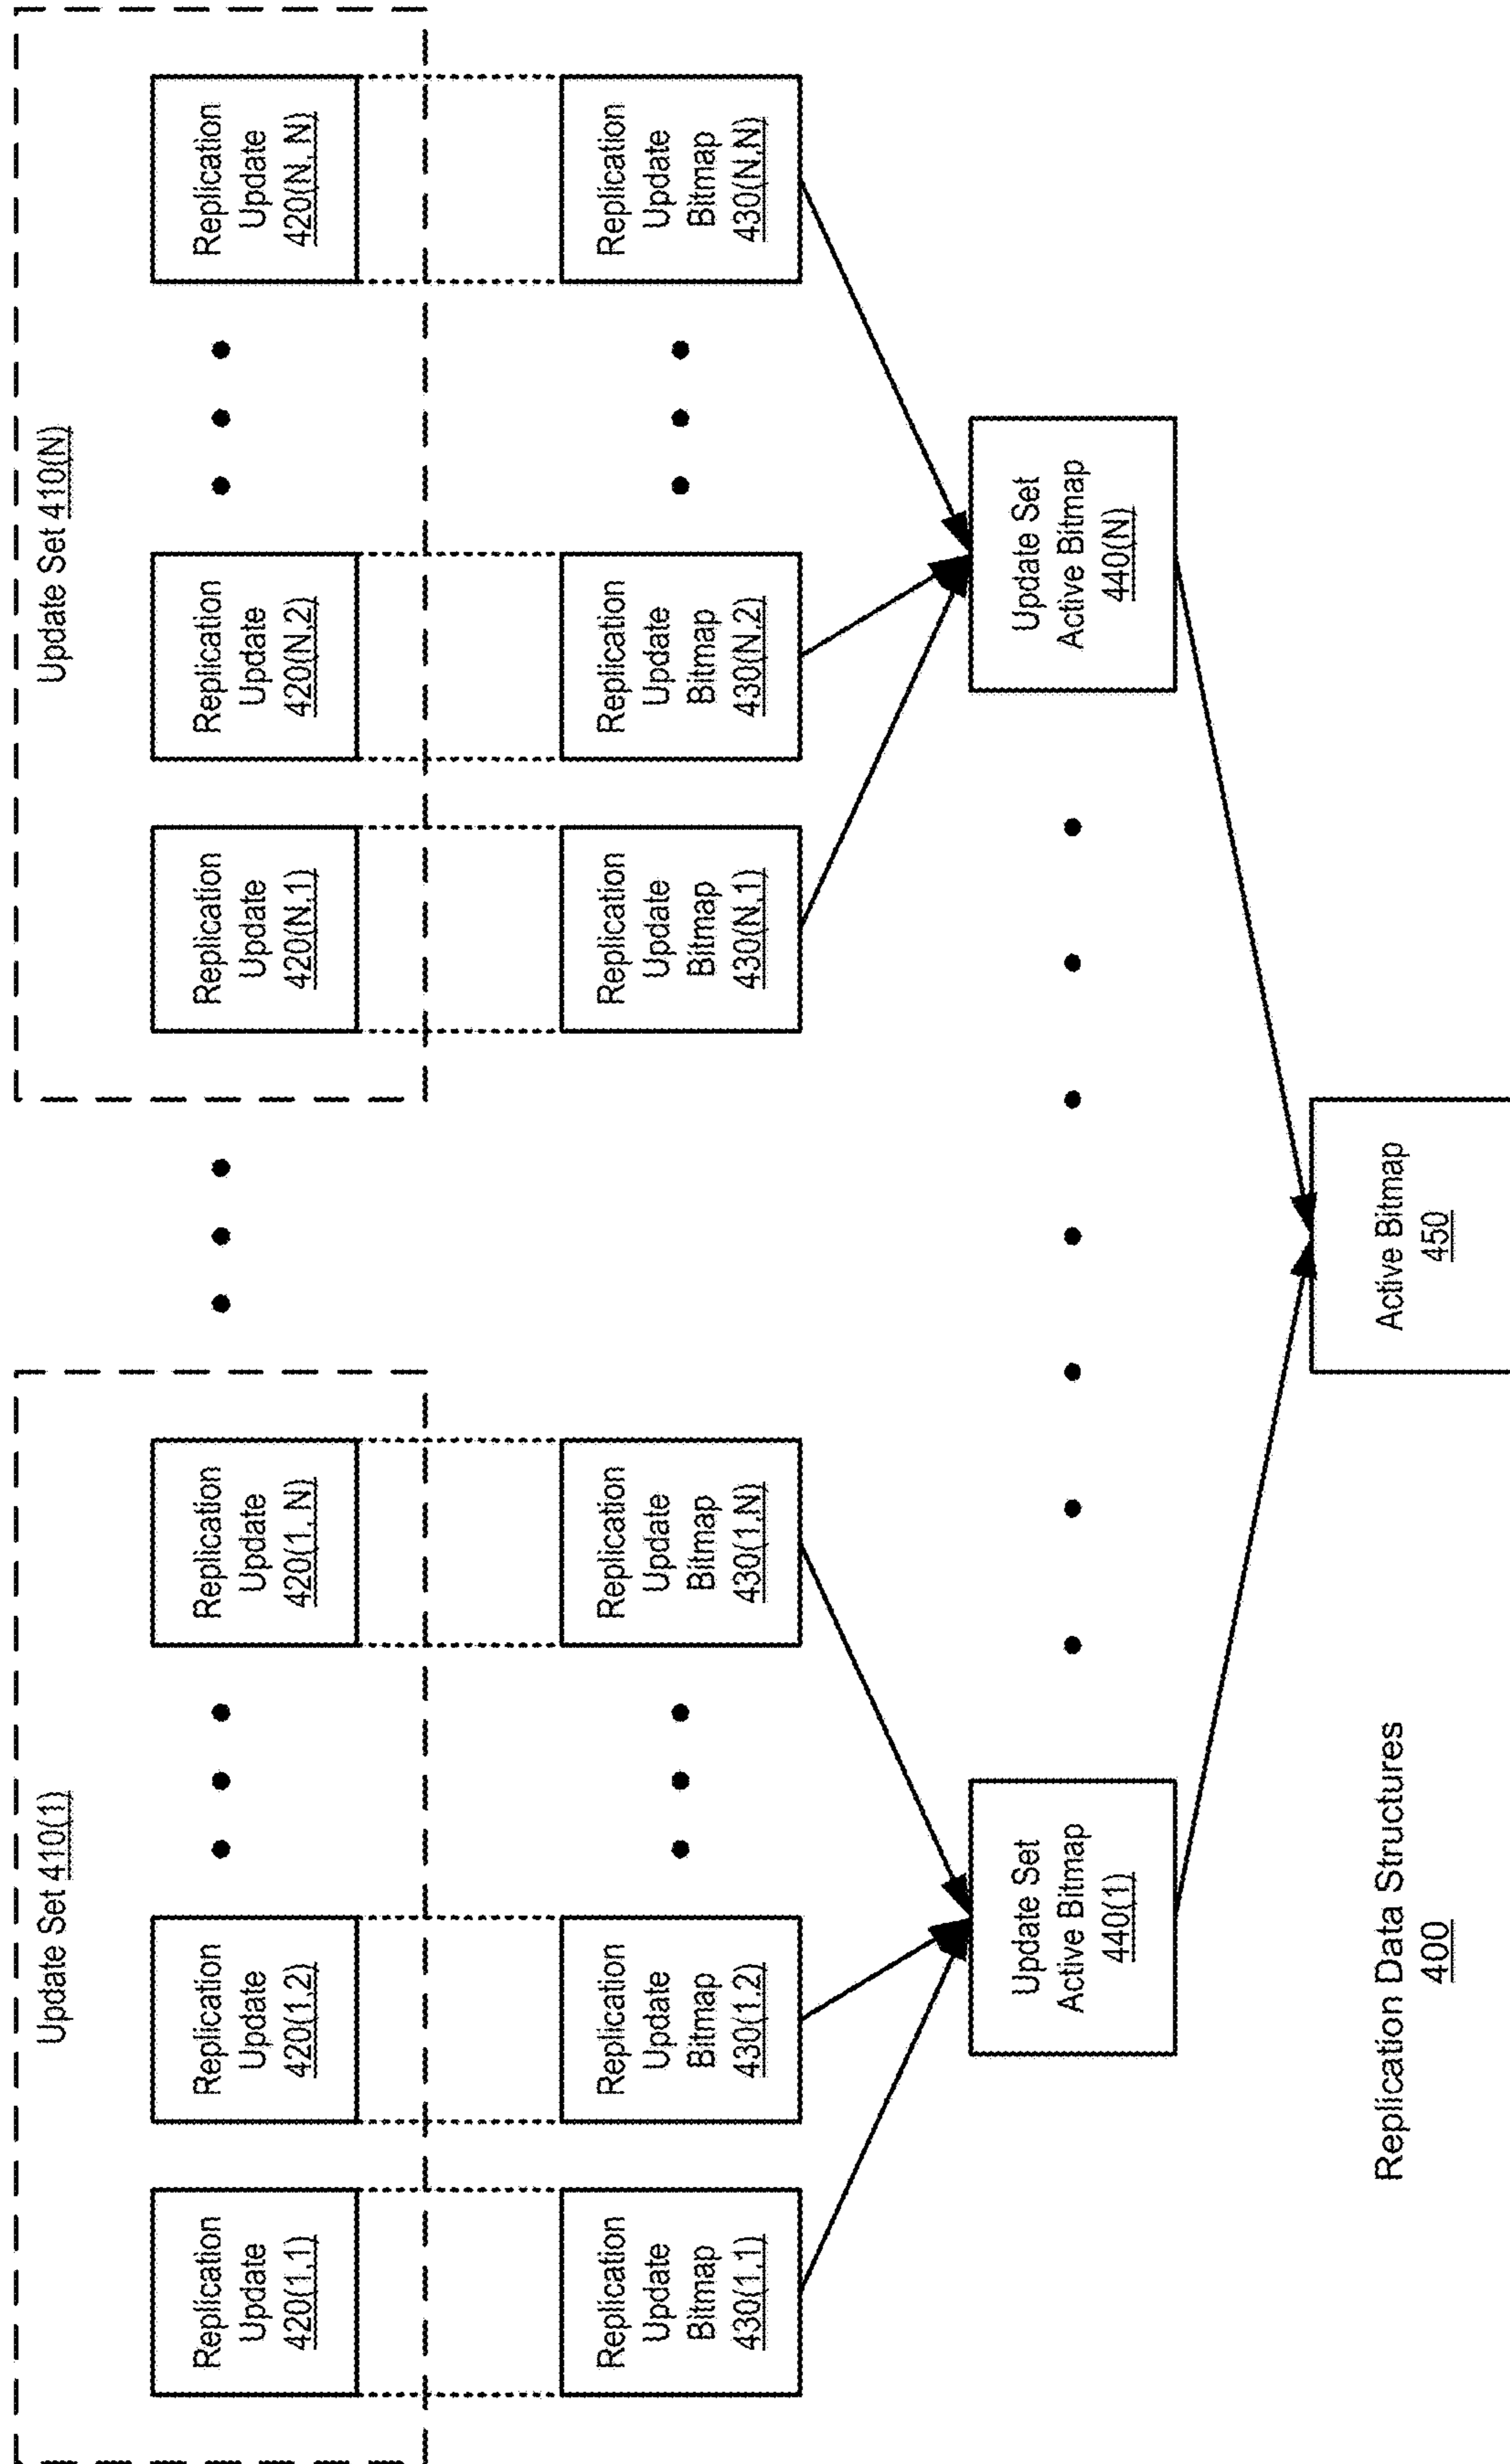 Update Set 410(1)
Replication
Update
420(1,1)
Replication
Update
420(1,2)
Replication
Update
420(1, N)
Update Set 410(N)
Replication
Update
420(N,1)
Replication
Update
420(N,2)
Replication
Update
420(N, N)
Replication
Update
Bitmap
430(1,1)
Replication
Update
Bitmap
430(1,2)
Replication
Update
Bitmap
430(1,N)
Replication
Update
Bitmap
430(N,1)
Replication
Update
Bitmap
430(N,2)
Replication
Update
Bitmap
430(N,N)
Update Set
Active Bitmap
440(1)
Update Set
Active Bitmap
440(N)
Active Bitmap
450
Replication Data Structures
400